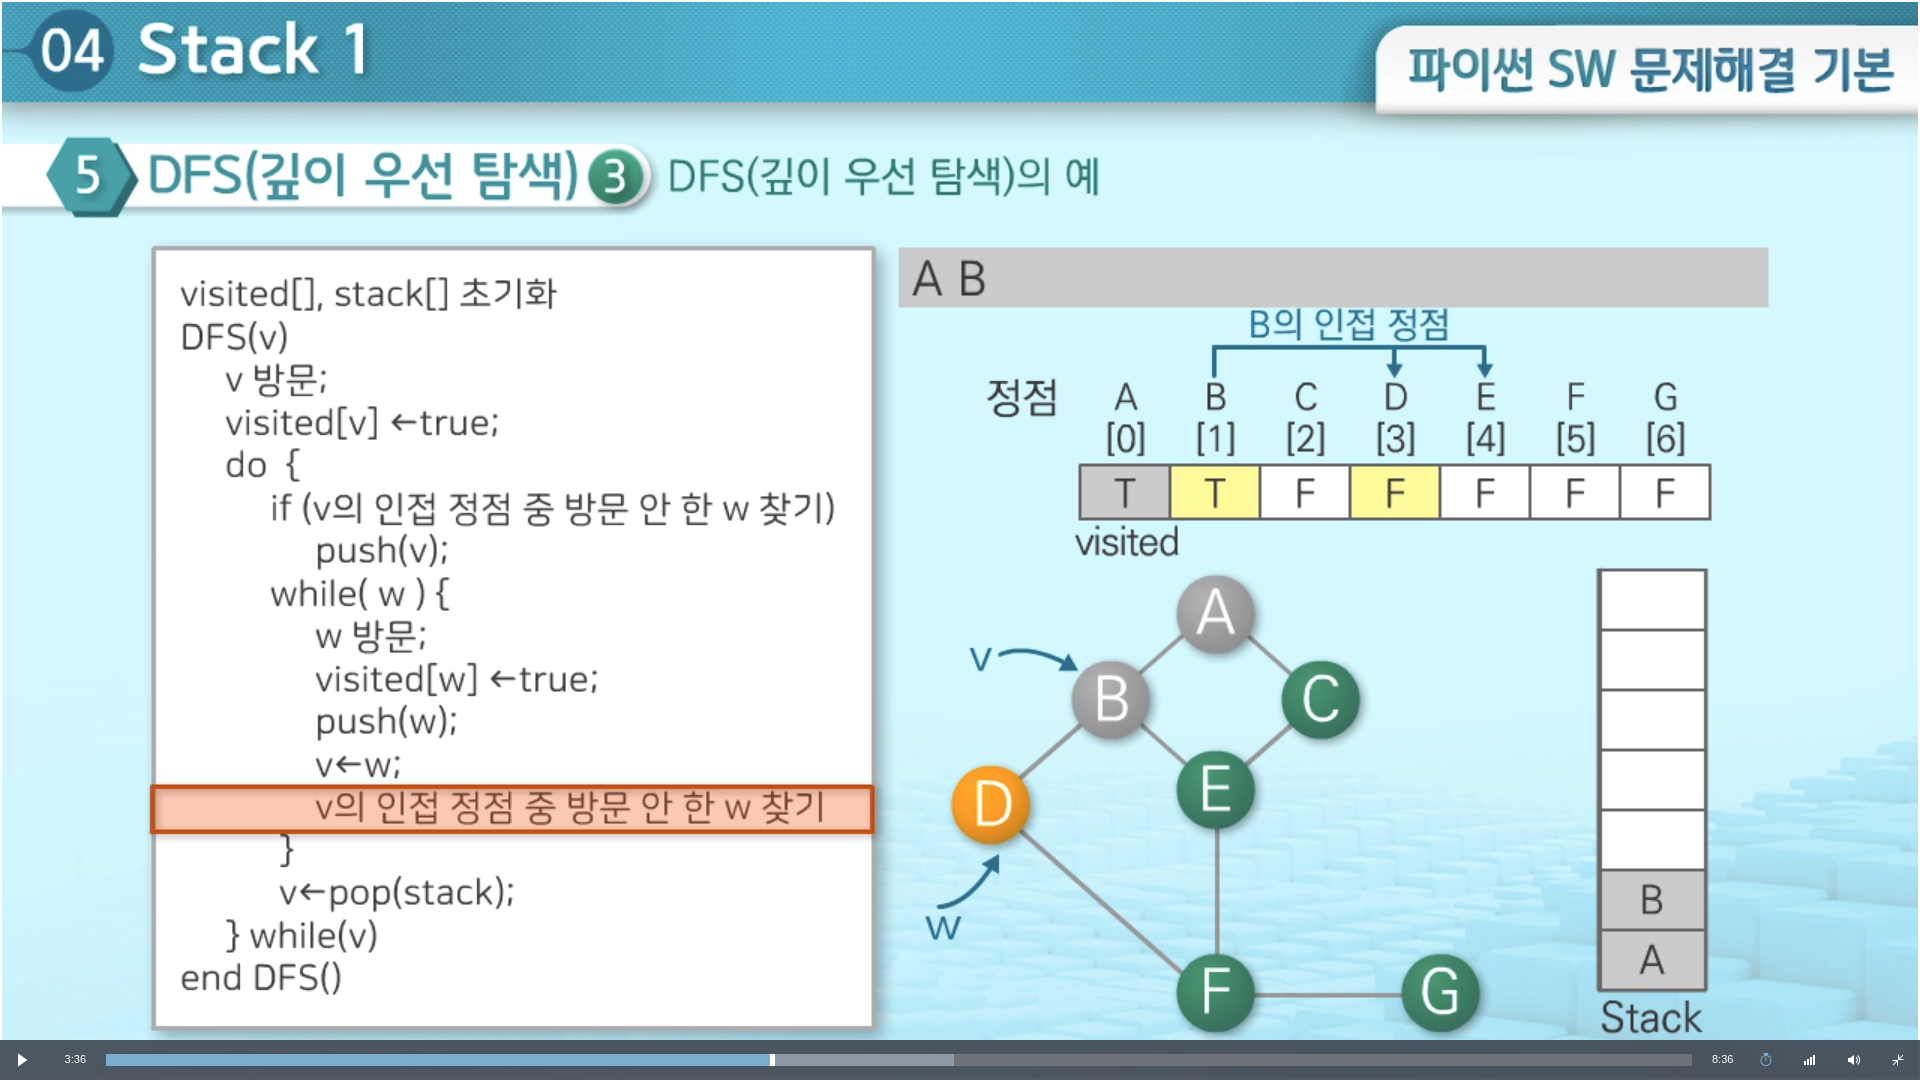 04 Stack 1
파이썬 SW 문제해결 기본
5 DFS(깊이 우선 탐색) 3 DFS(깊이 우선 탐색)의 예
visited[], stack[] 초기화
DFS(v)
v 방문;
visited[v] ←true;
do {
if (v의 인접 정점 중 방문 안 한 w 찾기)
push(v);
while( w ) {
w 방문;
visited[w] ←true;
push(w);
v←w;
v의 인접 정점 중 방문 안 한 w 찾기
}
v←pop(stack);
} while(v)
end DFS()
A B
B의 인접 정점
정점 A B C D E F G
[0] [1] [2] [3] [4] [5] [6]
T T F F F F F
visited
A
v
B
C
D
E
w
F
G
B
A
Stack
3:36
8:36